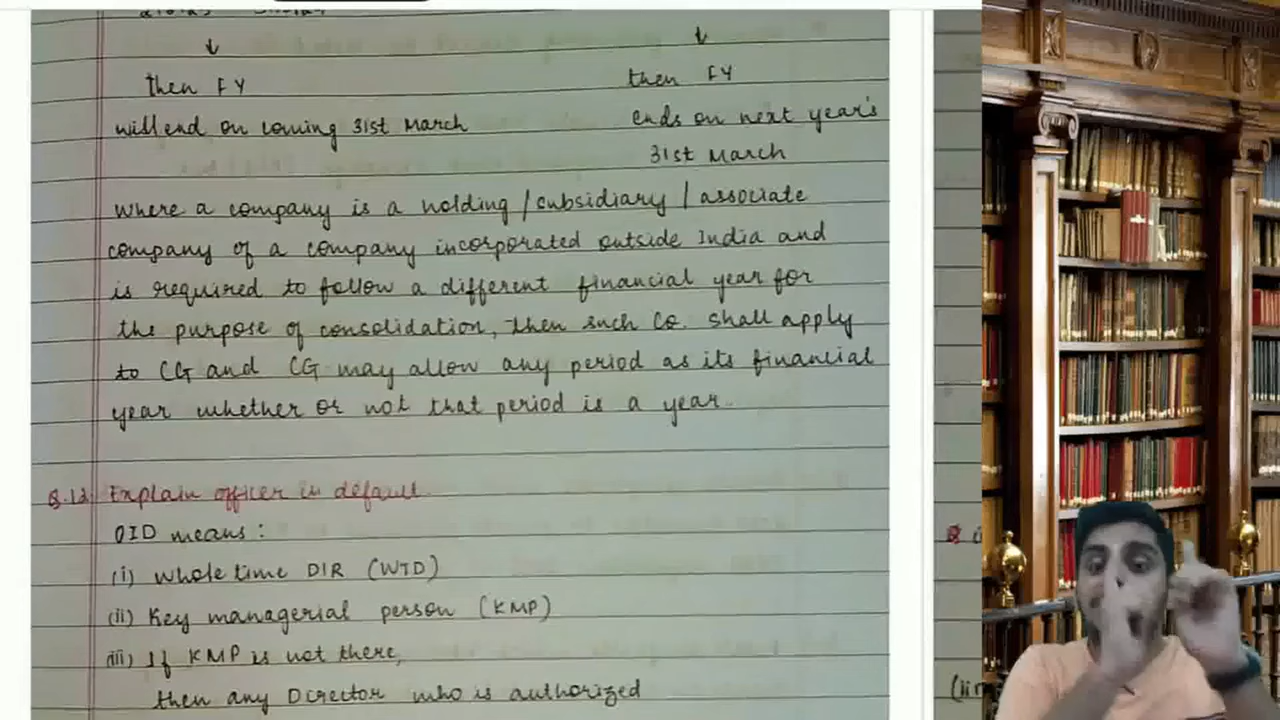 then FY
will end on coming 31st March
then FY
ends on next year's
31st March
where a company is a holding / subsidiary / associate
company of a company incorporated outside India and
is required to follow a different financial year for
the purpose of consolidation, then such Co. shall apply
to CG and CG may allow any period as its financial
year whether or not that period is a year.
Q.12 Explain officer in default.
OID means :
(i) Whole time DIR (WTD)
(ii) Key managerial person (KMP)
(iii) If KMP is not there,
then any Director who is authorized